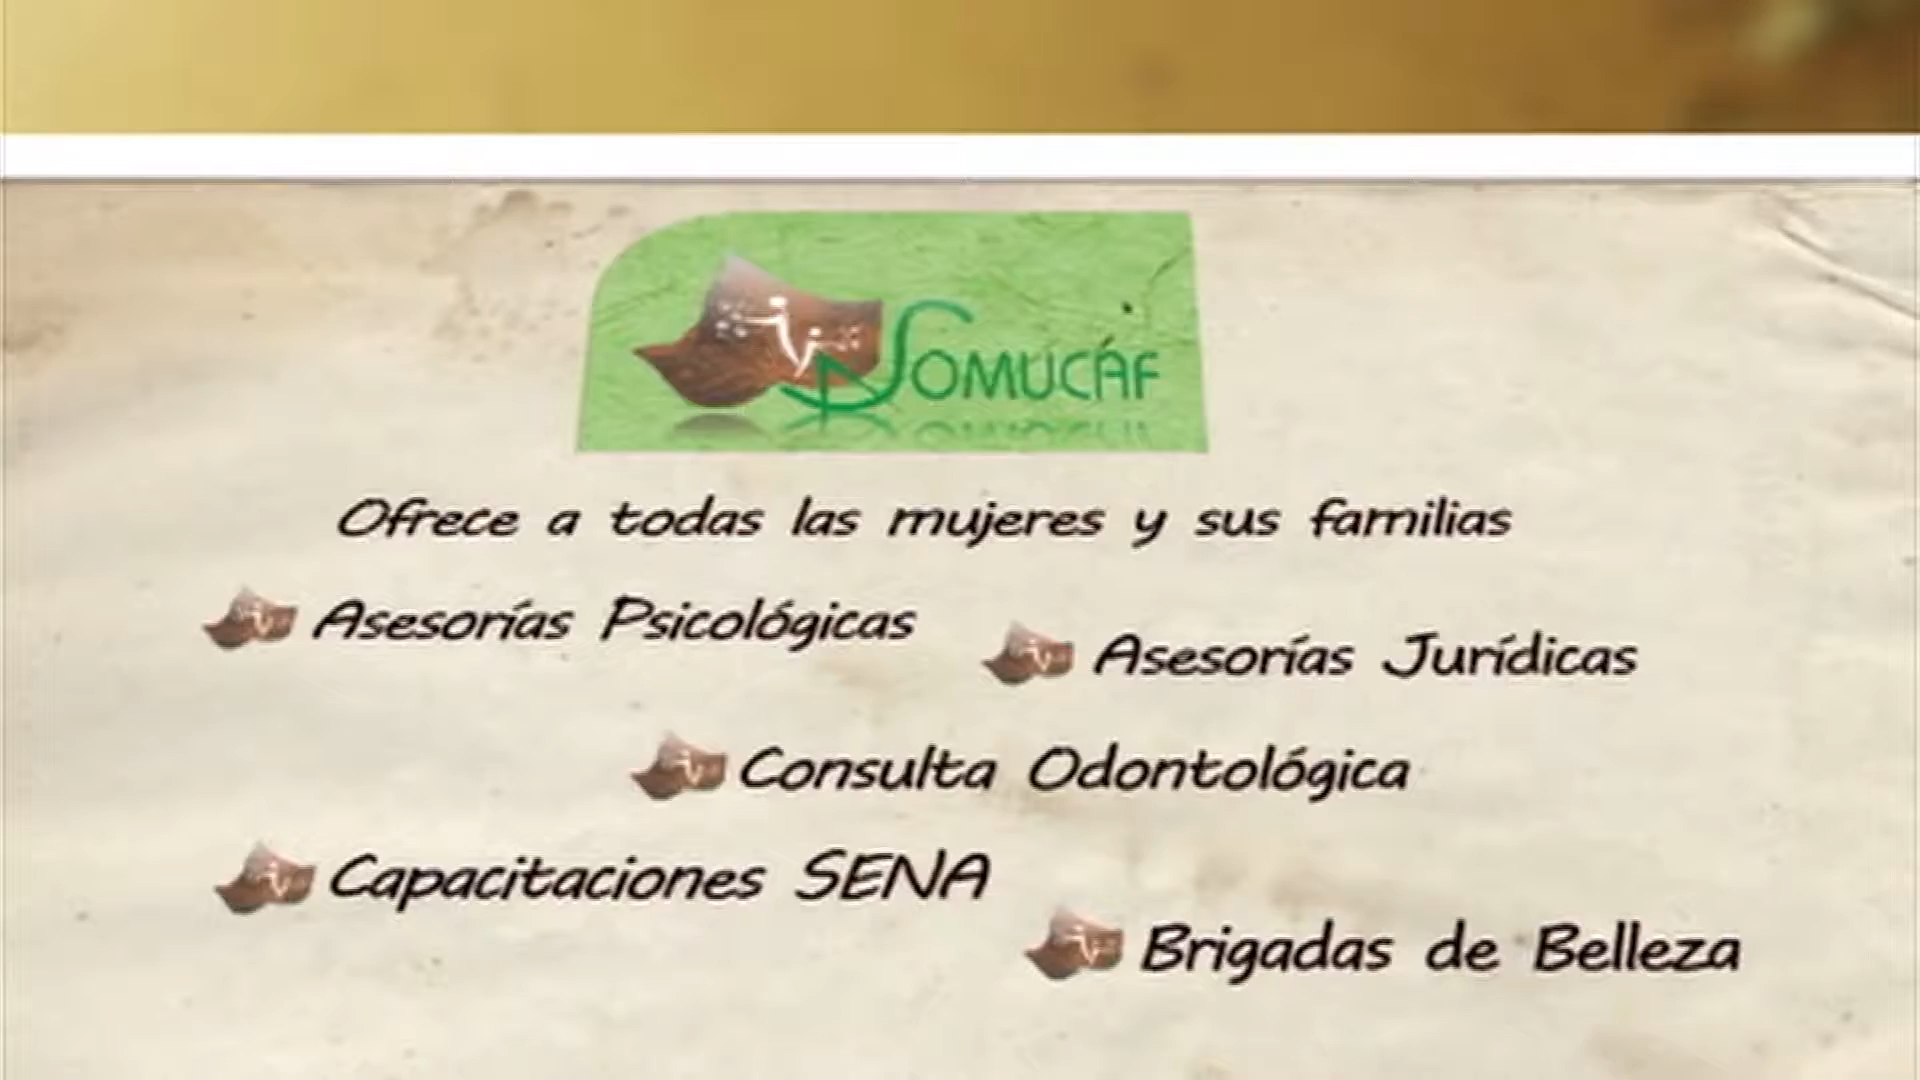 SOMUCAF
Ofrece a todas las mujeres y sus familias
Asesorías Psicológicas
Asesorías Jurídicas
Consulta Odontológica
Capacitaciones SENA
Brigadas de Belleza